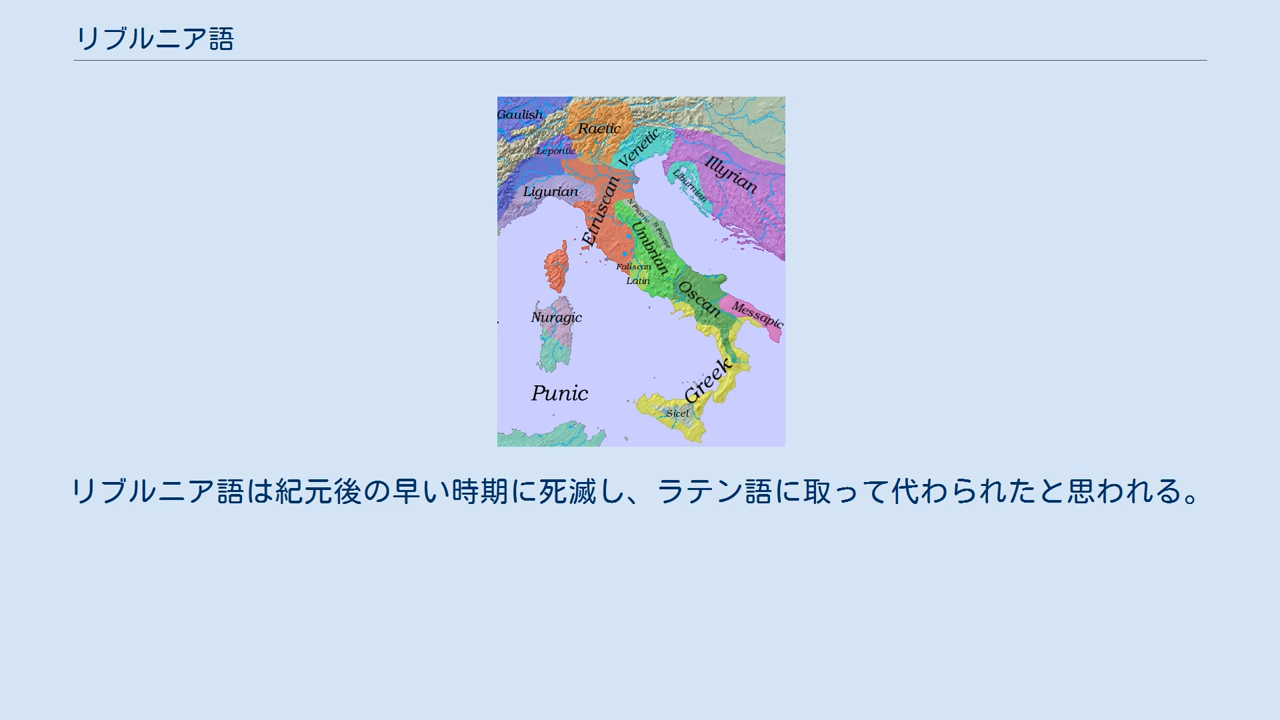 リブルニア語
Gaulish
Raetic
Venetic
Lepontic
Illyrian
Ligurian
Liburnian
Etruscan
N Picene
S Picene
Umbrian
Faliscan
Latin
Oscan
Nuragic
Messapic
Greek
Punic
Sicel
リブルニア語は紀元後の早い時期に死滅し、ラテン語に取って代わられたと思われる。